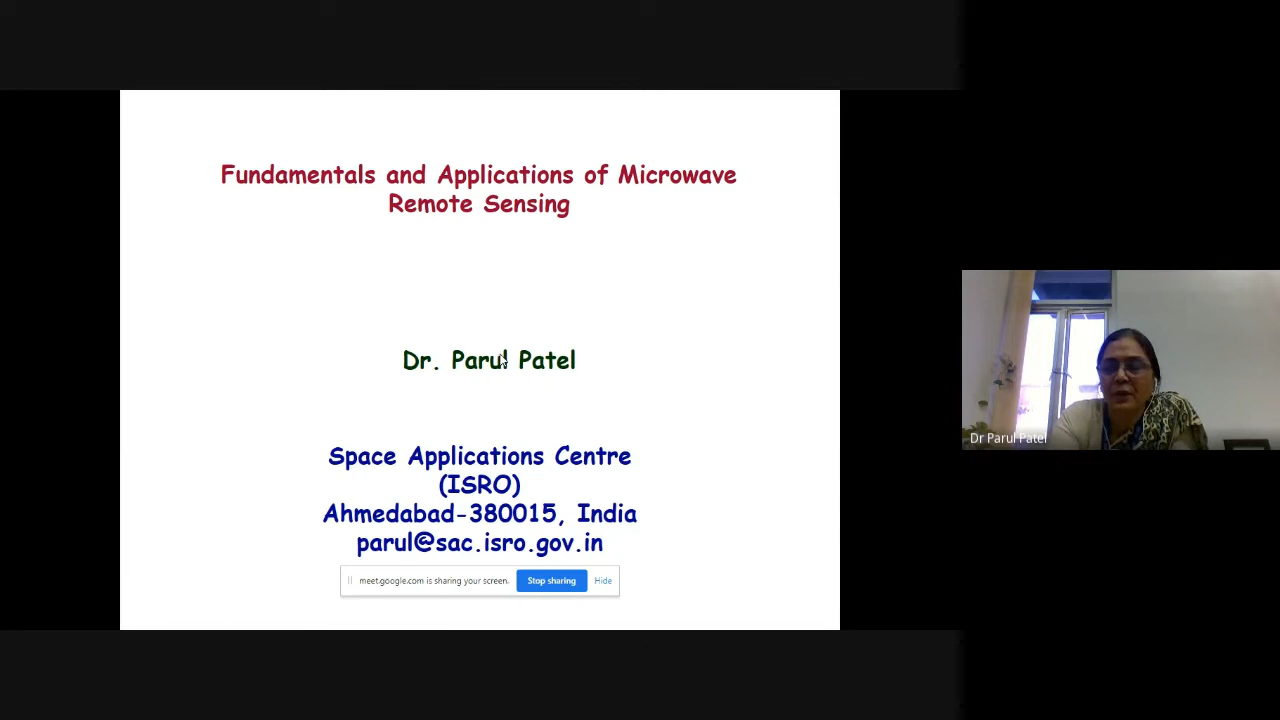 Fundamentals and Applications of Microwave
Remote Sensing
Dr. Parul Patel
Space Applications Centre
(ISRO)
Ahmedabad-380015, India
parul@sac.isro.gov.in
meet.google.com is sharing your screen. Stop sharing Hide
Dr Parul Patel